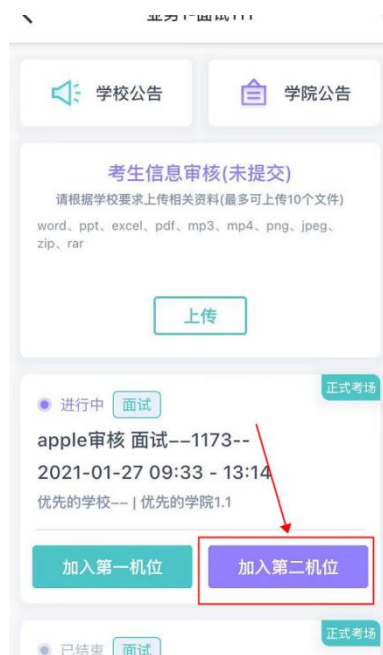 学校公告
学院公告
考生信息审核(未提交)
请根据学校要求上传相关资料(最多可上传10个文件)
word、ppt、excel、pdf、mp3、mp4、png、jpeg、
zip、rar
上传
正式考场
进行中 面试
apple审核 面试--1173--
2021-01-27 09:33 - 13:14
优先的学校-- | 优先的学院1.1
加入第一机位
加入第二机位
正式考场
已结束 面试